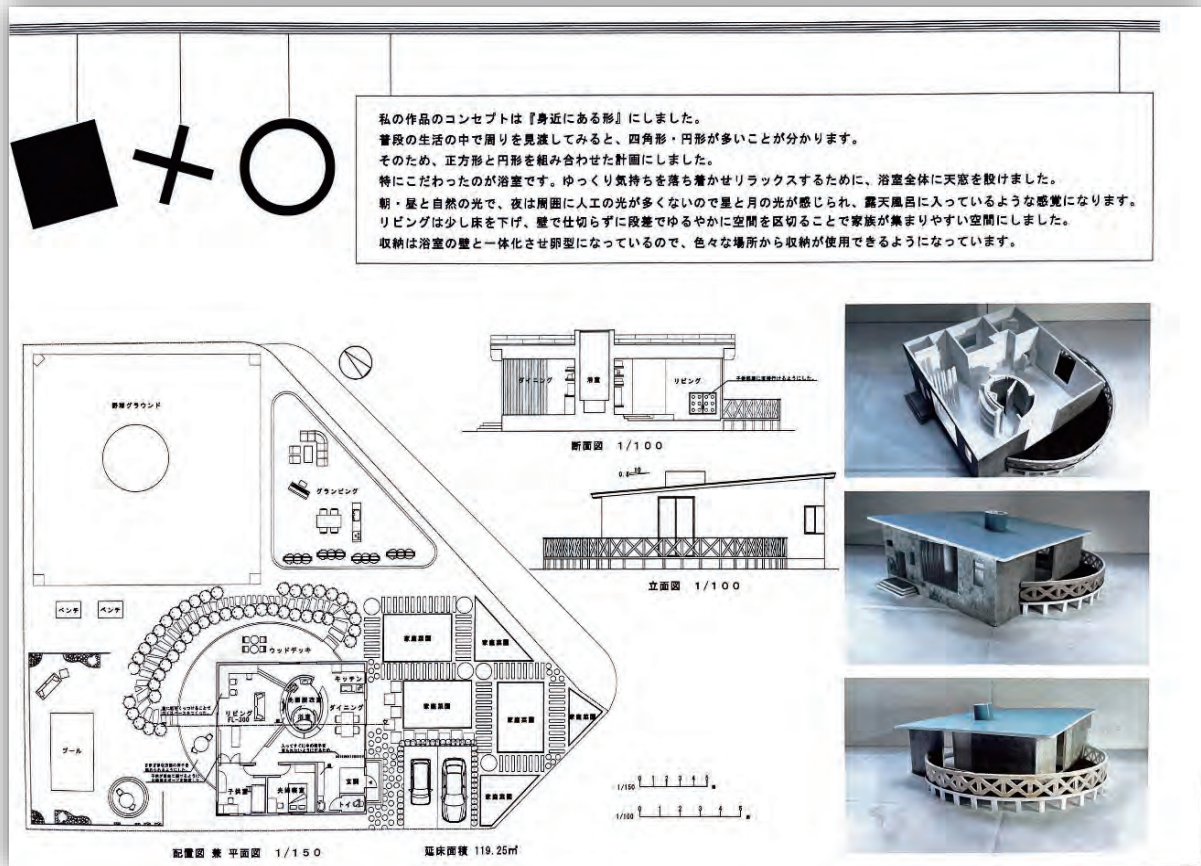 私の作品のコンセプトは『身近にある形』にしました。
普段の生活の中で周りを見渡してみると、四角形・円形が多いことが分かります。
そのため、正方形と円形を組み合わせた計画にしました。
特にこだわったのが浴室です。ゆっくり気持ちを落ち着かせリラックスするために、浴室全体に天窓を設けました。
朝・昼と自然の光で、夜は周囲に人工の光が多くないので星と月の光が感じられ、露天風呂に入っているような感覚になります。
リビングは少し床を下げ、壁で仕切らずに段差でゆるやかに空間を区切ることで家族が集まりやすい空間にしました。
収納は浴室の壁と一体化させ卵型になっているので、色々な場所から収納が使用できるようになっています。
ダイニング
浴室
リビング
断面図 1/100
10
立面図 1/100
野球グラウンド
グランピング
ベンチ
ベンチ
ウッドデッキ
家庭菜園
キッチン
リビング
FL-300
浴室
ダイニング
家庭菜園
家庭菜園
家庭菜園
プール
子供室
夫婦寝室
玄関
トイレ
家庭菜園
0 1 2 3 4 5
1/150
0 1 2 3 4 5
1/100
配置図 兼 平面図 1/150
延床面積 119.25㎡